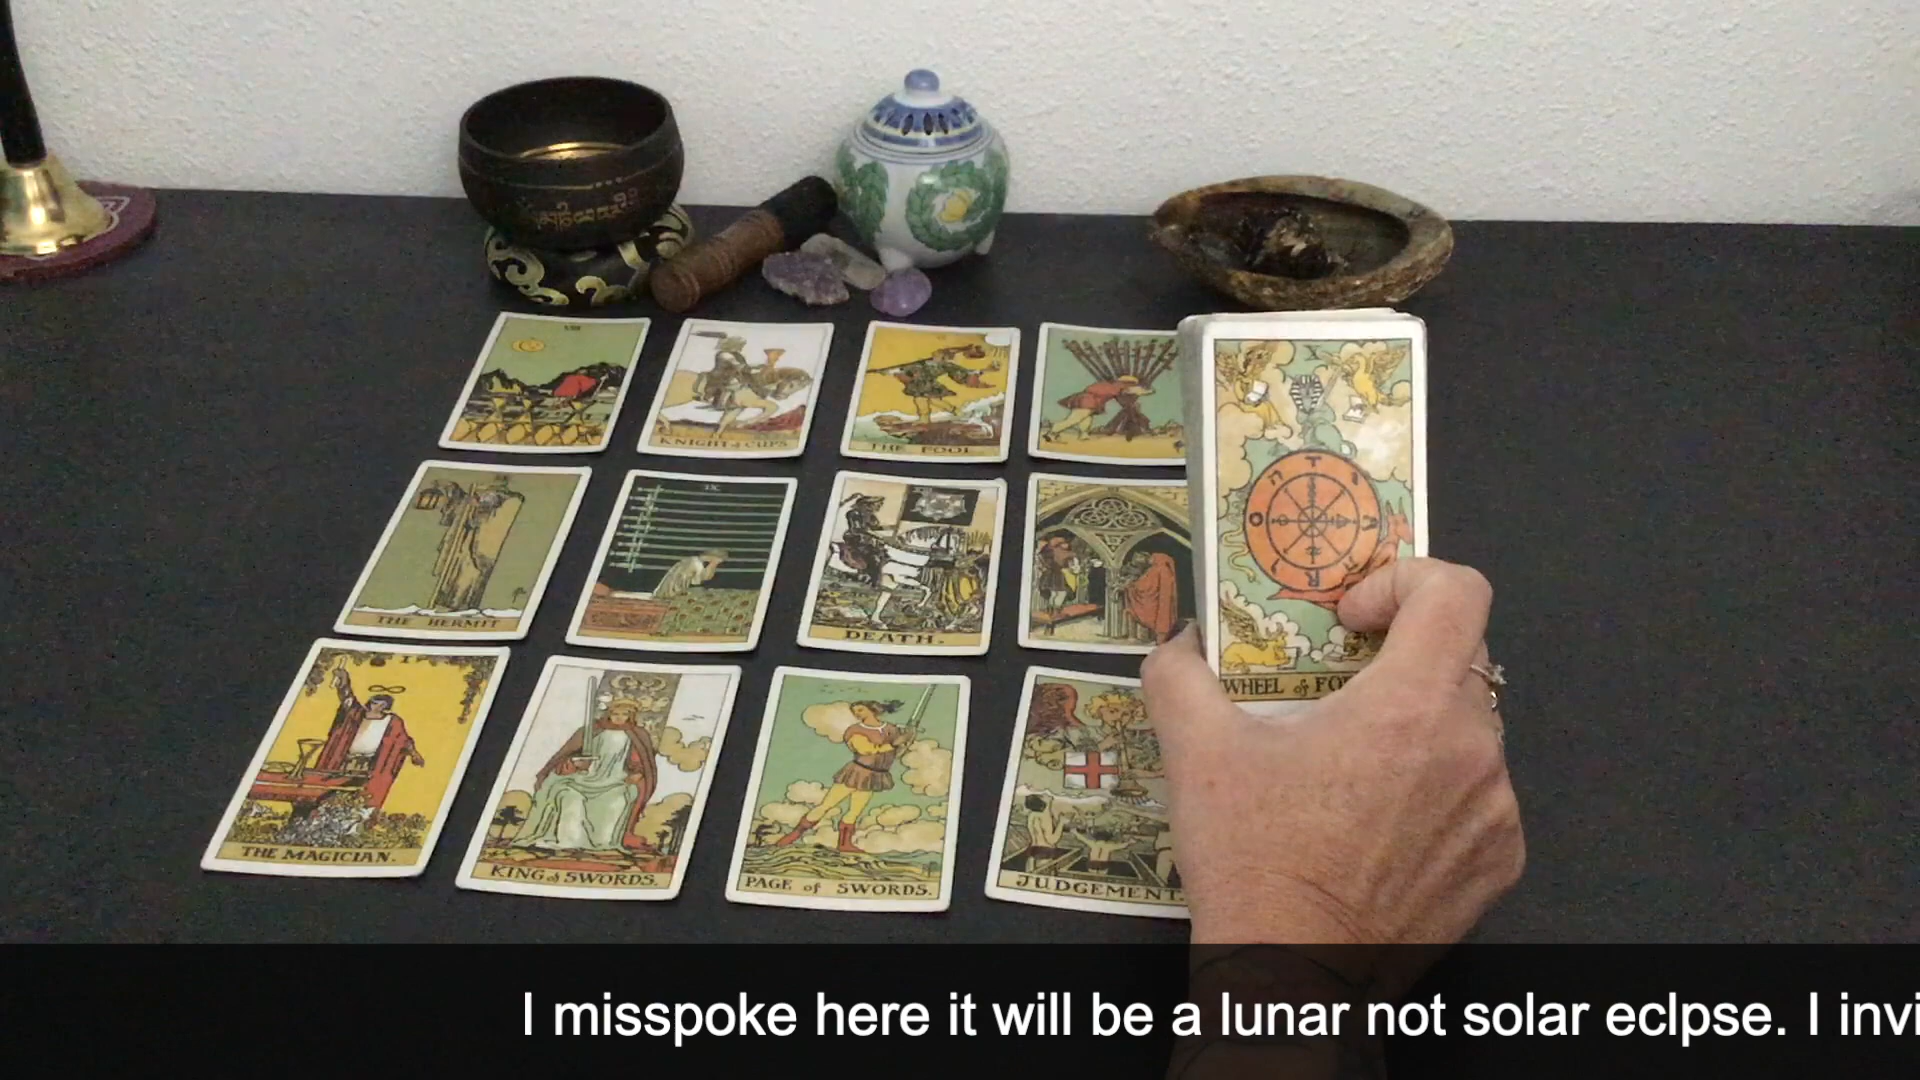 VIII
KNIGHT of CUPS.
THE FOOL.
X
THE HERMIT
IX
DEATH.
WHEEL of FO
I
THE MAGICIAN.
KING of SWORDS.
PAGE of SWORDS.
JUDGEMENT.
I misspoke here it will be a lunar not solar eclpse. I invi